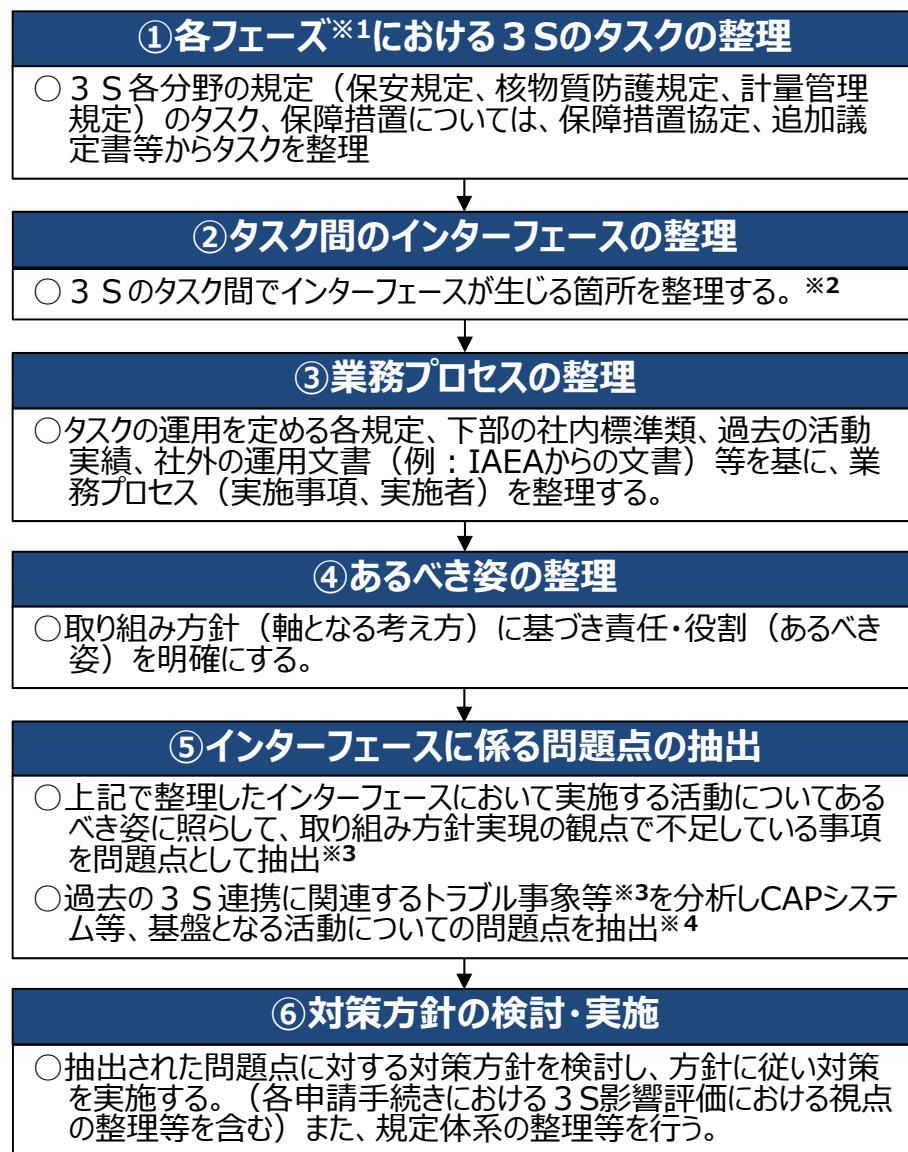 ①各フェーズ※1における３Ｓのタスクの整理
○３Ｓ各分野の規定（保安規定、核物質防護規定、計量管理
規定）のタスク、保障措置については、保障措置協定、追加議
定書等からタスクを整理
②タスク間のインターフェースの整理
○３Ｓのタスク間でインターフェースが生じる箇所を整理する。※2
③業務プロセスの整理
○タスクの運用を定める各規定、下部の社内標準類、過去の活動
実績、社外の運用文書（例：IAEAからの文書）等を基に、業
務プロセス（実施事項、実施者）を整理する。
④あるべき姿の整理
○取り組み方針（軸となる考え方）に基づき責任・役割（あるべき
姿）を明確にする。
⑤インターフェースに係る問題点の抽出
○上記で整理したインターフェースにおいて実施する活動についてある
べき姿に照らして、取り組み方針実現の観点で不足している事項
を問題点として抽出※3
○過去の３Ｓ連携に関連するトラブル事象等※3を分析しCAPシステ
ム等、基盤となる活動についての問題点を抽出※4
⑥対策方針の検討・実施
○抽出された問題点に対する対策方針を検討し、方針に従い対策
を実施する。（各申請手続きにおける３Ｓ影響評価における視点
の整理等を含む）また、規定体系の整理等を行う。